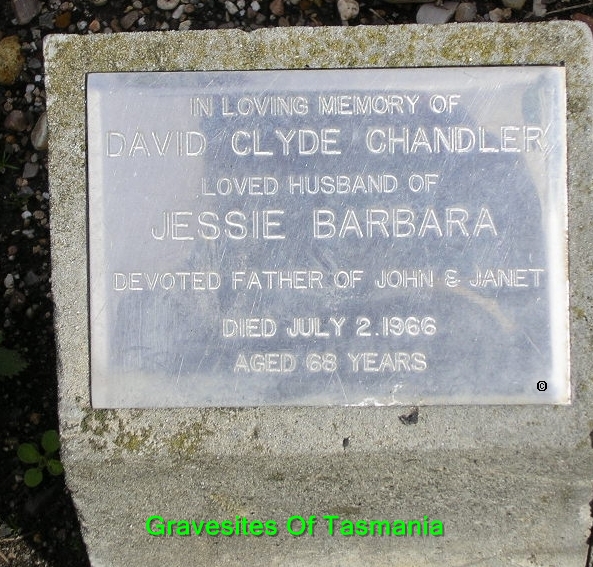 IN LOVING MEMORY OF
DAVID CLYDE CHANDLER
LOVED HUSBAND OF
JESSIE BARBARA
DEVOTED FATHER OF JOHN & JANET
DIED JULY 2.1966
AGED 68 YEARS
©
Gravesites Of Tasmania